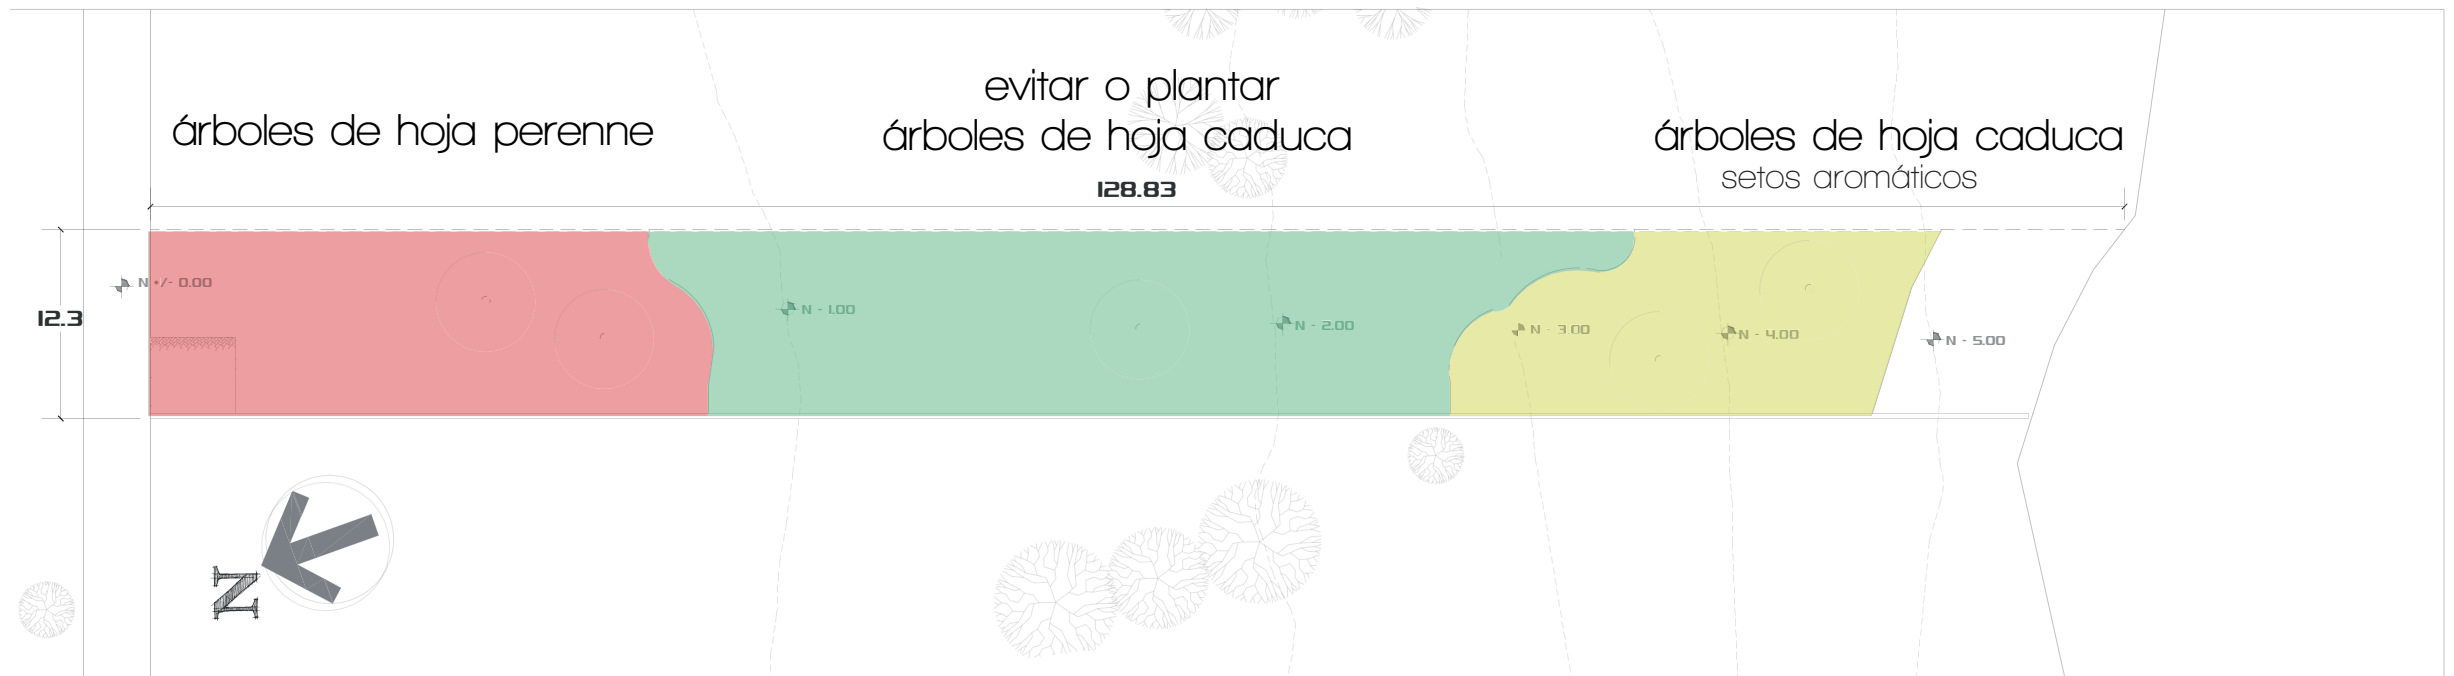 evitar o plantar
árboles de hoja perenne
árboles de hoja caduca
árboles de hoja caduca
setos aromáticos
128.83
N +/- 0.00
12.3
N - 1.00
N - 2.00
N - 3.00
N - 4.00
N - 5.00
N